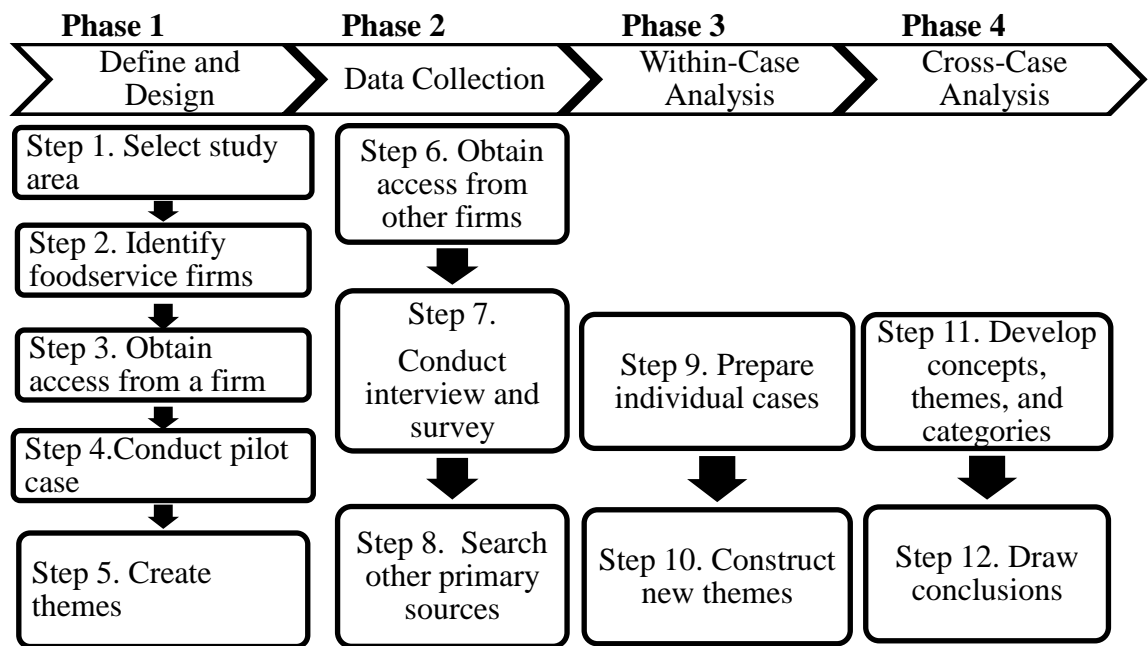 Phase 1
Phase 2
Phase 3
Phase 4
Define and
Design
Data Collection
Within-Case
Analysis
Cross-Case
Analysis
Step 1. Select study
area
Step 2. Identify
foodservice firms
Step 3. Obtain
access from a firm
Step 4.Conduct pilot
case
Step 5. Create
themes
Step 6. Obtain
access from
other firms
Step 7.
Conduct
interview and
survey
Step 8. Search
other primary
sources
Step 9. Prepare
individual cases
Step 10. Construct
new themes
Step 11. Develop
concepts,
themes, and
categories
Step 12. Draw
conclusions